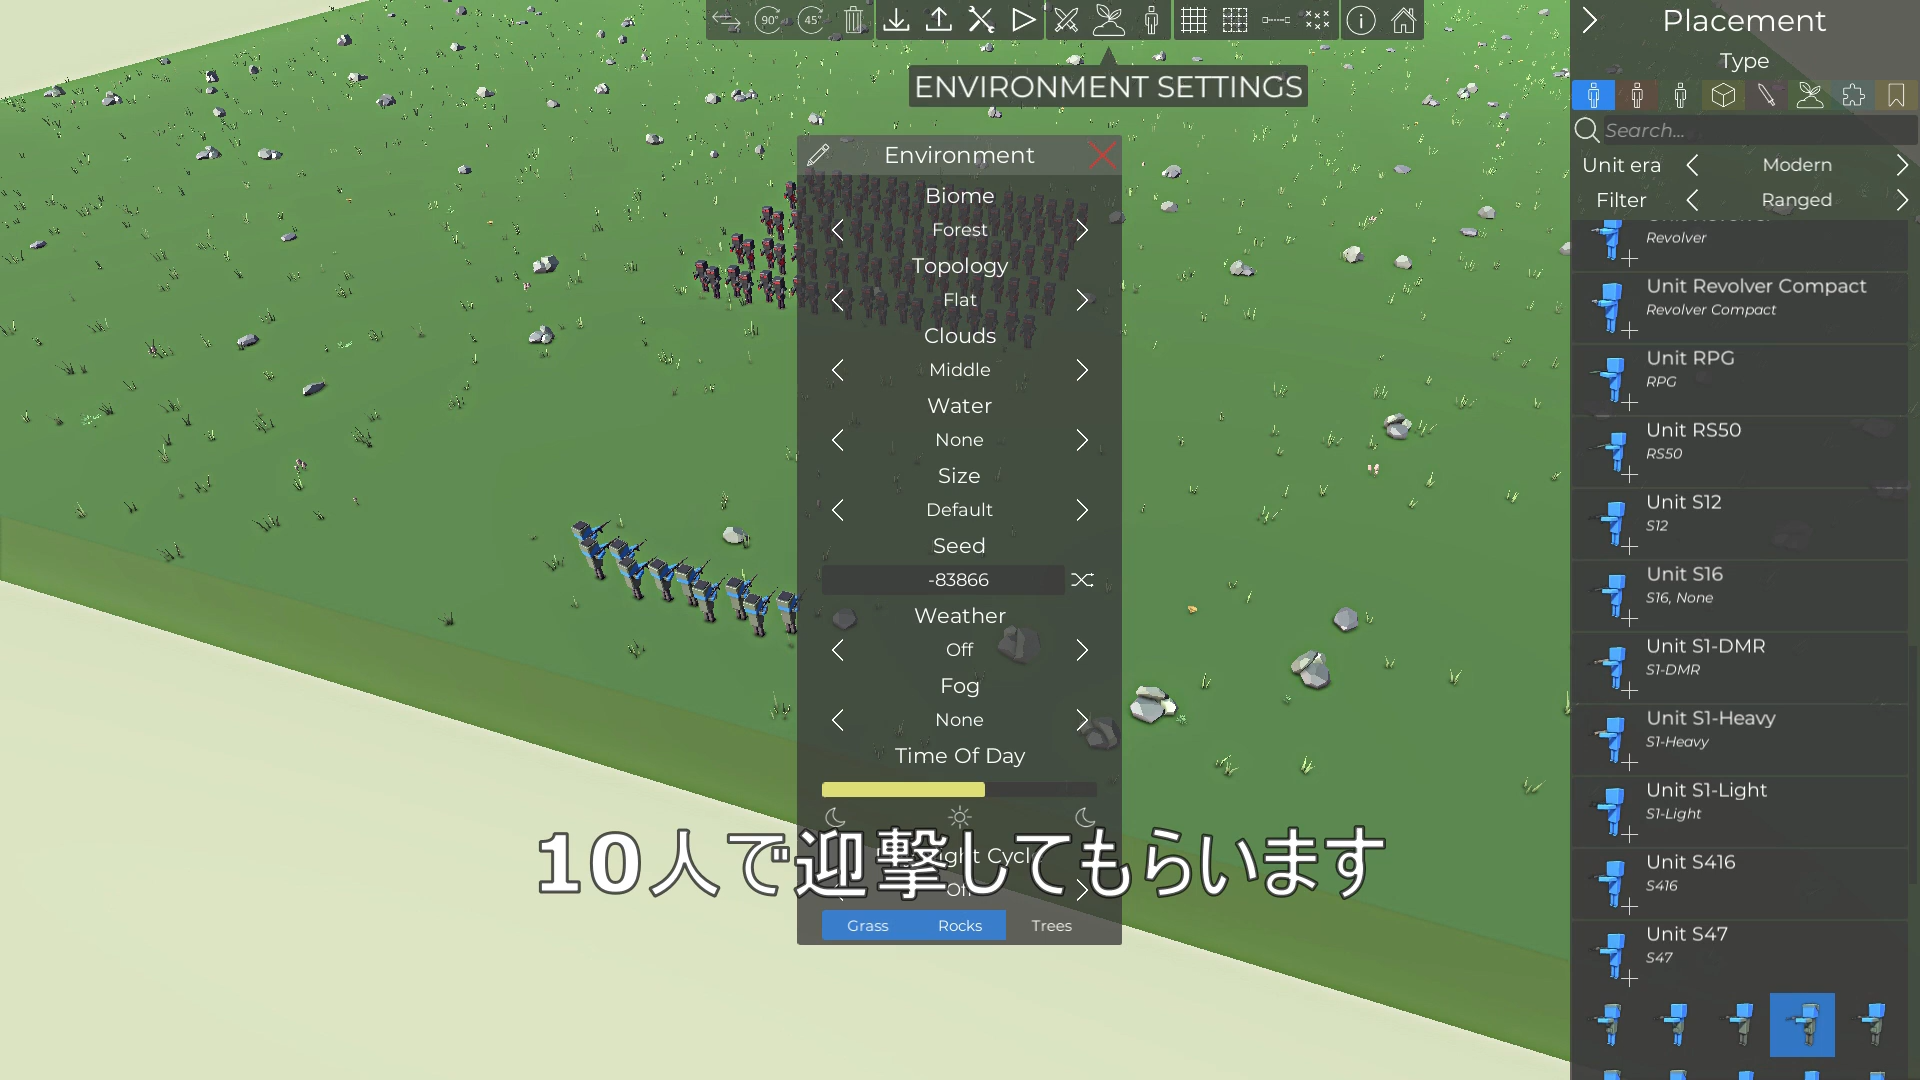 90°
45°
ENVIRONMENT SETTINGS
Environment
Biome
Forest
Topology
Flat
Clouds
Middle
Water
None
Size
Default
Seed
-83866
Weather
Off
Fog
None
Time Of Day
10人で迎撃してもらいます
Grass Rocks Trees
Placement
Type
Search...
Unit era Modern
Filter Ranged
Revolver
Unit Revolver Compact
Revolver Compact
Unit RPG
RPG
Unit RS50
RS50
Unit S12
S12
Unit S16
S16, None
Unit S1-DMR
S1-DMR
Unit S1-Heavy
S1-Heavy
Unit S1-Light
S1-Light
Unit S416
S416
Unit S47
S47